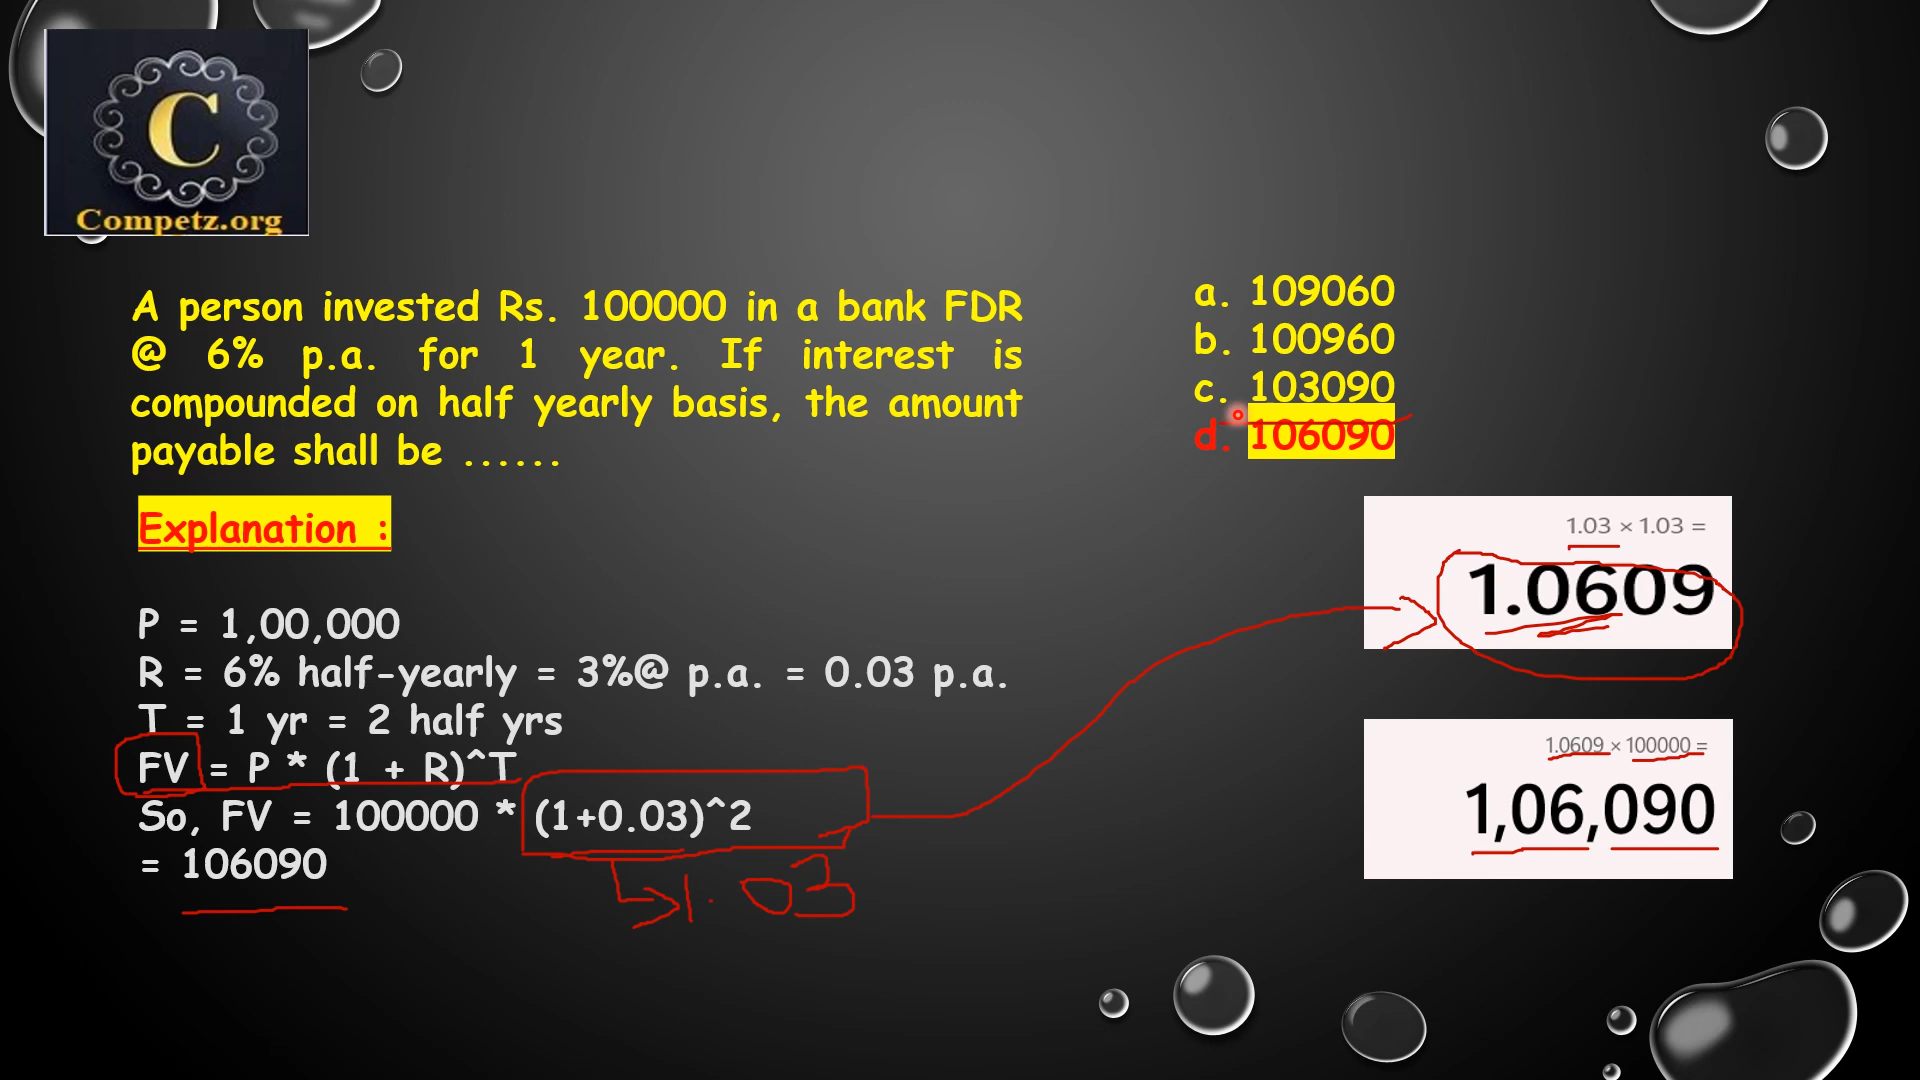 C
Competz.org
A person invested Rs. 100000 in a bank FDR
@ 6% p.a. for 1 year. If interest is
compounded on half yearly basis, the amount
payable shall be ......
a. 109060
b. 100960
c. 103090
d. 106090
Explanation :
P = 1,00,000
R = 6% half-yearly = 3%@ p.a. = 0.03 p.a.
T = 1 yr = 2 half yrs
FV = P * (1 + R)^T
So, FV = 100000 * (1+0.03)^2
= 106090
1.03
1.03 × 1.03 =
1.0609
1.0609 × 100000 =
1,06,090